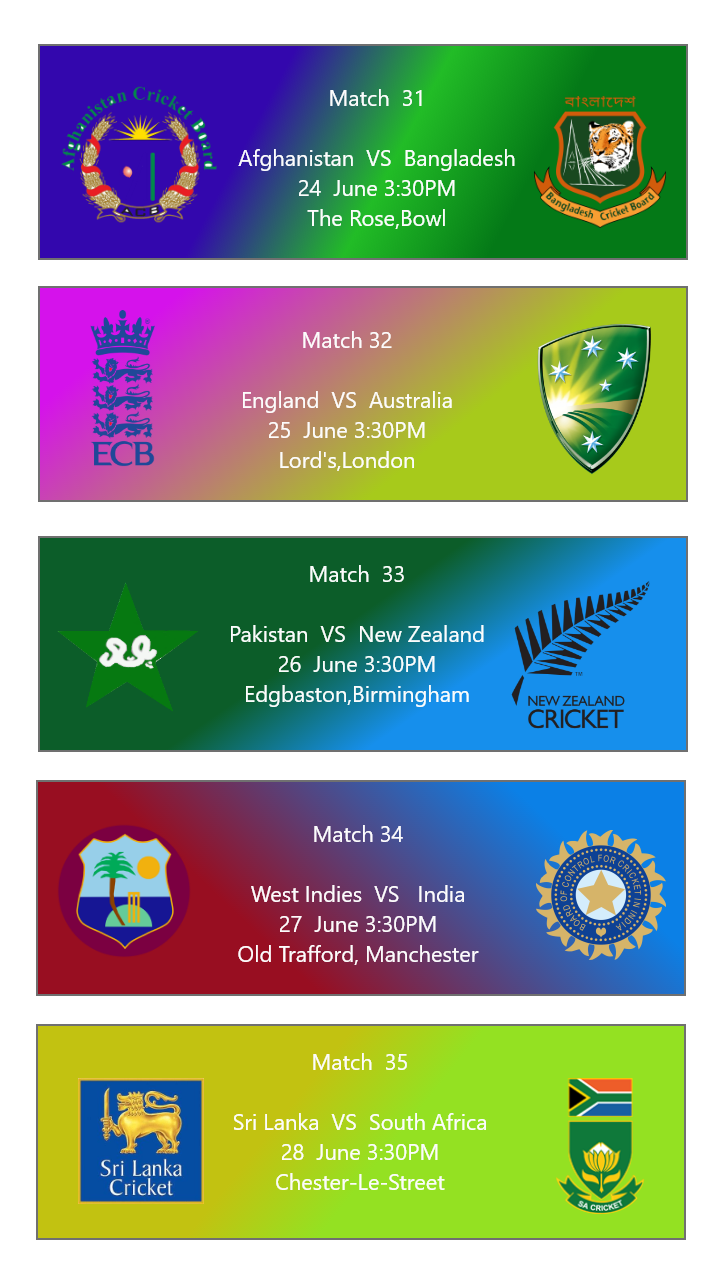 Afghanistan Cricket Board
Match 31
Afghanistan VS Bangladesh
24 June 3:30PM
The Rose,Bowl
বাংলাদেশ
Bangladesh Cricket Board
Match 32
England VS Australia
25 June 3:30PM
Lord's,London
ECB
Match 33
Pakistan VS New Zealand
26 June 3:30PM
Edgbaston,Birmingham
TM
NEW ZEALAND
CRICKET
Match 34
West Indies VS India
27 June 3:30PM
Old Trafford, Manchester
BOARD OF CONTROL FOR CRICKET IN INDIA
Match 35
Sri Lanka VS South Africa
28 June 3:30PM
Chester-Le-Street
Sri Lanka
Cricket
SA CRICKET